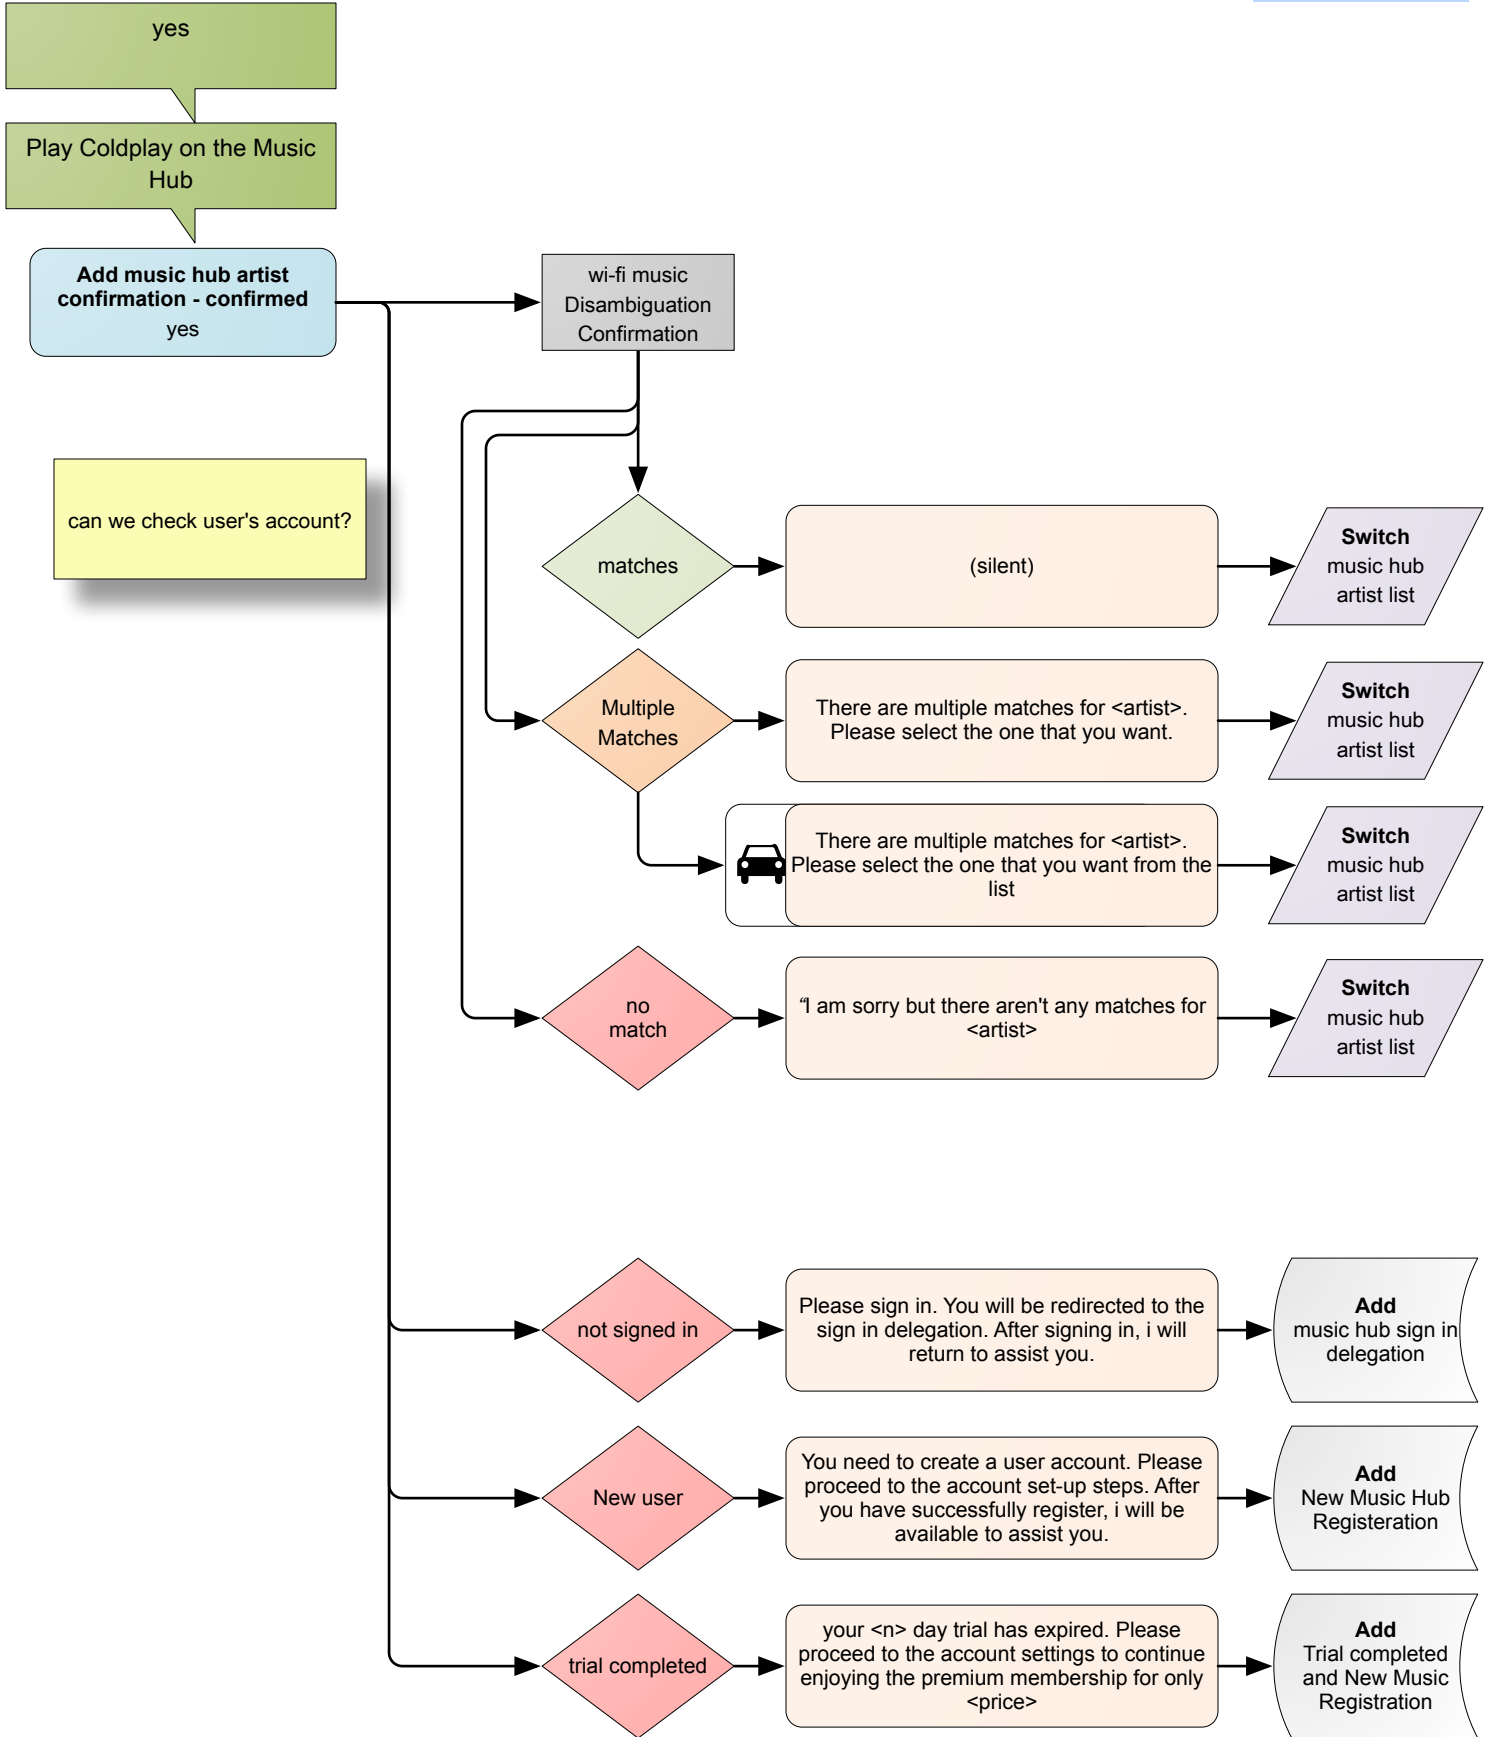 yes
Play Coldplay on the Music
Hub
Add music hub artist
confirmation - confirmed
yes
wi-fi music
Disambiguation
Confirmation
can we check user's account?
matches
(silent)
Switch
music hub
artist list
Multiple
Matches
There are multiple matches for <artist>.
Please select the one that you want.
Switch
music hub
artist list
There are multiple matches for <artist>.
Please select the one that you want from the
list
Switch
music hub
artist list
no
match
“I am sorry but there aren't any matches for
<artist>
Switch
music hub
artist list
not signed in
Please sign in. You will be redirected to the
sign in delegation. After signing in, i will
return to assist you.
Add
music hub sign in
delegation
New user
You need to create a user account. Please
proceed to the account set-up steps. After
you have successfully register, i will be
available to assist you.
Add
New Music Hub
Registeration
trial completed
your <n> day trial has expired. Please
proceed to the account settings to continue
enjoying the premium membership for only
<price>
Add
Trial completed
and New Music
Registration